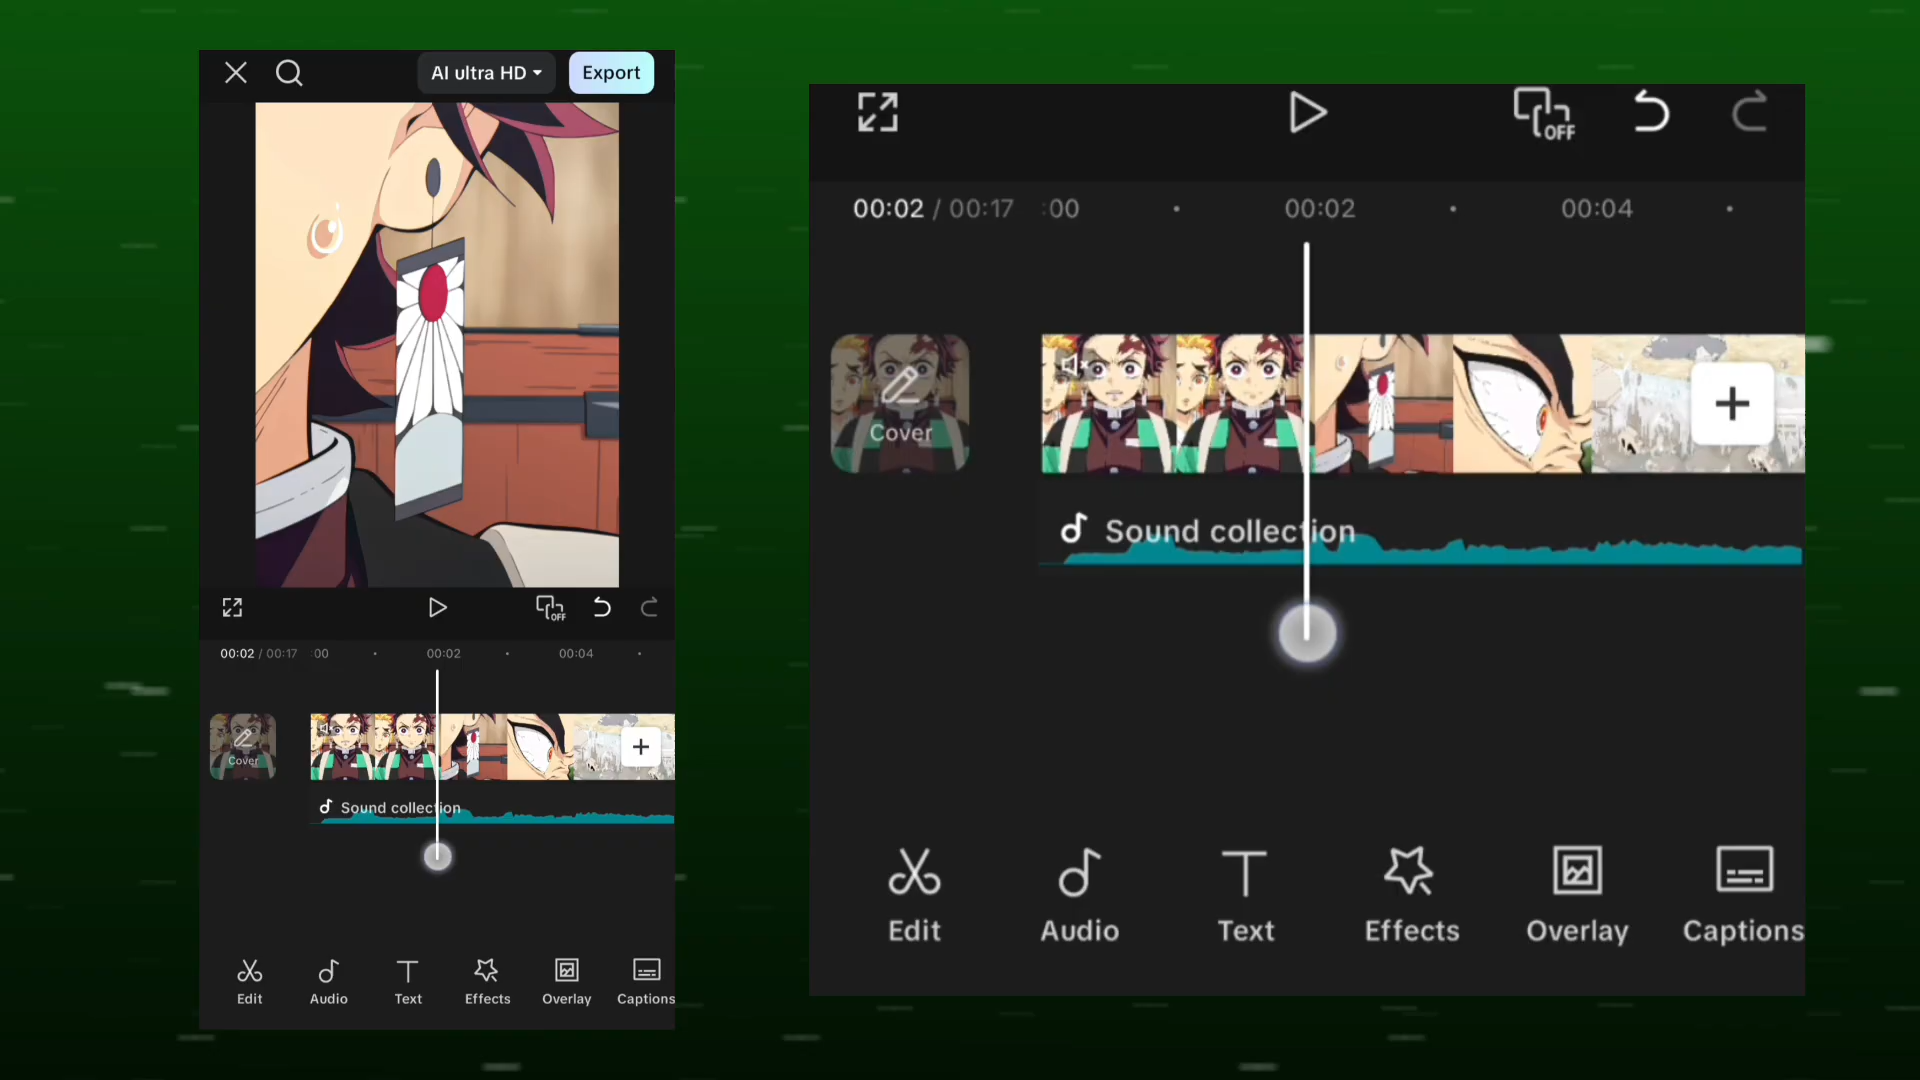 AI ultra HD
Export
OFF
00:02 / 00:17 :00 00:02 00:04
Cover
Sound collection
Edit Audio Text Effects Overlay Captions
OFF
00:02 / 00:17 :00 00:02 00:04
Cover
Sound collection
Edit Audio Text Effects Overlay Captions